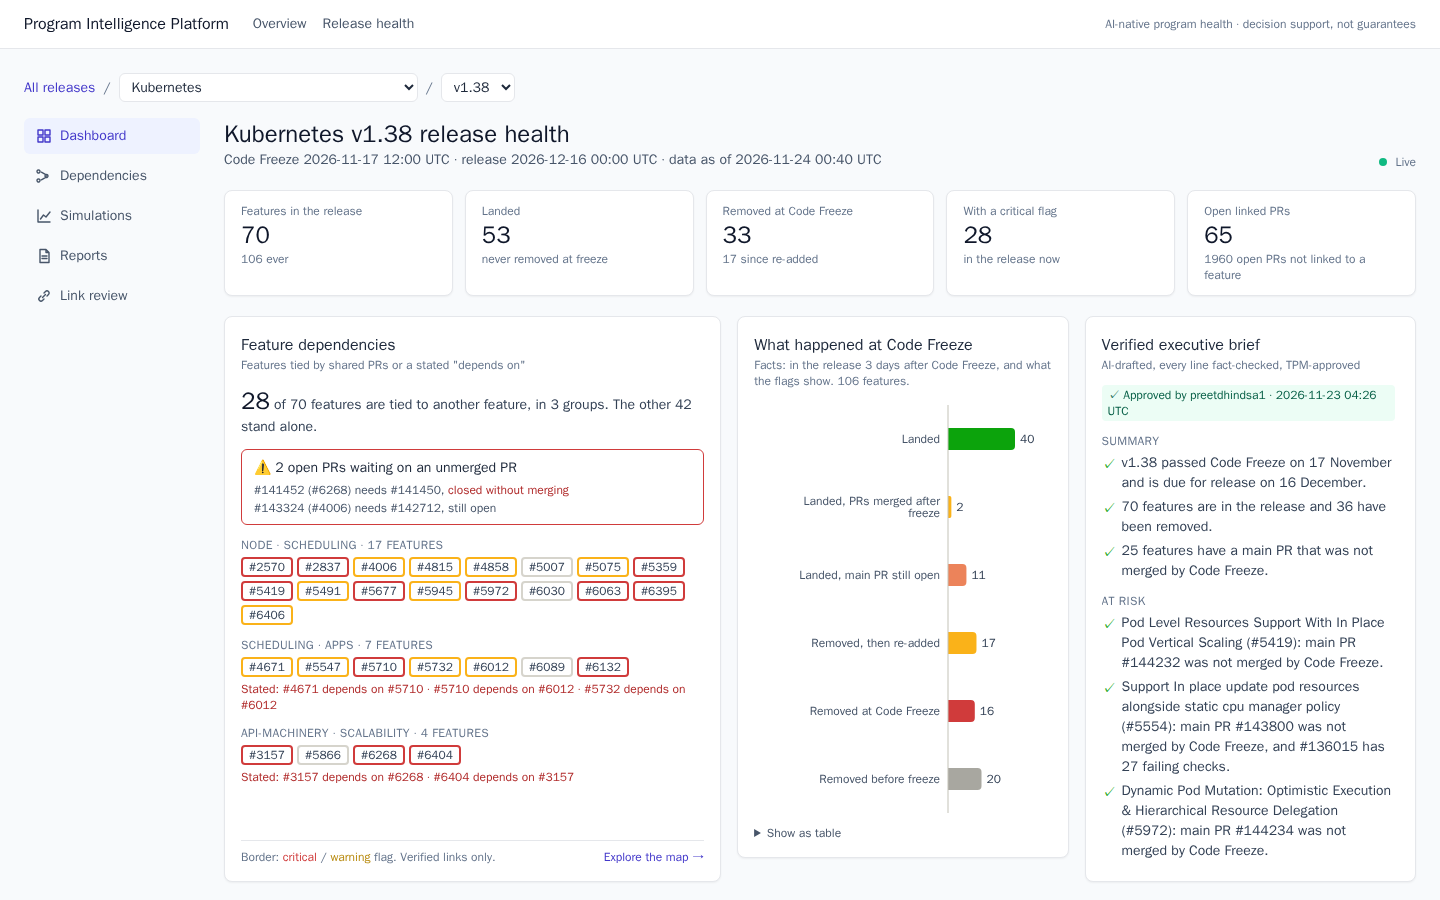 Program Intelligence Platform Overview Release health AI-native program health · decision support, not guarantees
All releases / Kubernetes / v1.38
Dashboard
Dependencies
Simulations
Reports
Link review
Kubernetes v1.38 release health
Code Freeze 2026-11-17 12:00 UTC · release 2026-12-16 00:00 UTC · data as of 2026-11-24 00:40 UTC
Live
Features in the release
70
106 ever
Landed
53
never removed at freeze
Removed at Code Freeze
33
17 since re-added
With a critical flag
28
in the release now
Open linked PRs
65
1960 open PRs not linked to a
feature
Feature dependencies
Features tied by shared PRs or a stated "depends on"
28 of 70 features are tied to another feature, in 3 groups. The other 42
stand alone.
⚠️ 2 open PRs waiting on an unmerged PR
#141452 (#6268) needs #141450, closed without merging
#143324 (#4006) needs #142712, still open
NODE · SCHEDULING · 17 FEATURES
#2570 #2837 #4006 #4815 #4858 #5007 #5075 #5359
#5419 #5491 #5677 #5945 #5972 #6030 #6063 #6395
#6406
SCHEDULING · APPS · 7 FEATURES
#4671 #5547 #5710 #5732 #6012 #6089 #6132
Stated: #4671 depends on #5710 · #5710 depends on #6012 · #5732 depends on
#6012
API-MACHINERY · SCALABILITY · 4 FEATURES
#3157 #5866 #6268 #6404
Stated: #3157 depends on #6268 · #6404 depends on #3157
Border: critical / warning flag. Verified links only.
Explore the map →
What happened at Code Freeze
Facts: in the release 3 days after Code Freeze, and what
the flags show. 106 features.
Landed 40
Landed, PRs merged after
freeze 2
Landed, main PR still open 11
Removed, then re-added 17
Removed at Code Freeze 16
Removed before freeze 20
▶ Show as table
Verified executive brief
AI-drafted, every line fact-checked, TPM-approved
✓ Approved by preetdhindsa1 · 2026-11-23 04:26
UTC
SUMMARY
✓ v1.38 passed Code Freeze on 17 November
and is due for release on 16 December.
✓ 70 features are in the release and 36 have
been removed.
✓ 25 features have a main PR that was not
merged by Code Freeze.
AT RISK
✓ Pod Level Resources Support With In Place
Pod Vertical Scaling (#5419): main PR
#144232 was not merged by Code Freeze.
✓ Support In place update pod resources
alongside static cpu manager policy
(#5554): main PR #143800 was not
merged by Code Freeze, and #136015 has
27 failing checks.
✓ Dynamic Pod Mutation: Optimistic Execution
& Hierarchical Resource Delegation
(#5972): main PR #144234 was not
merged by Code Freeze.